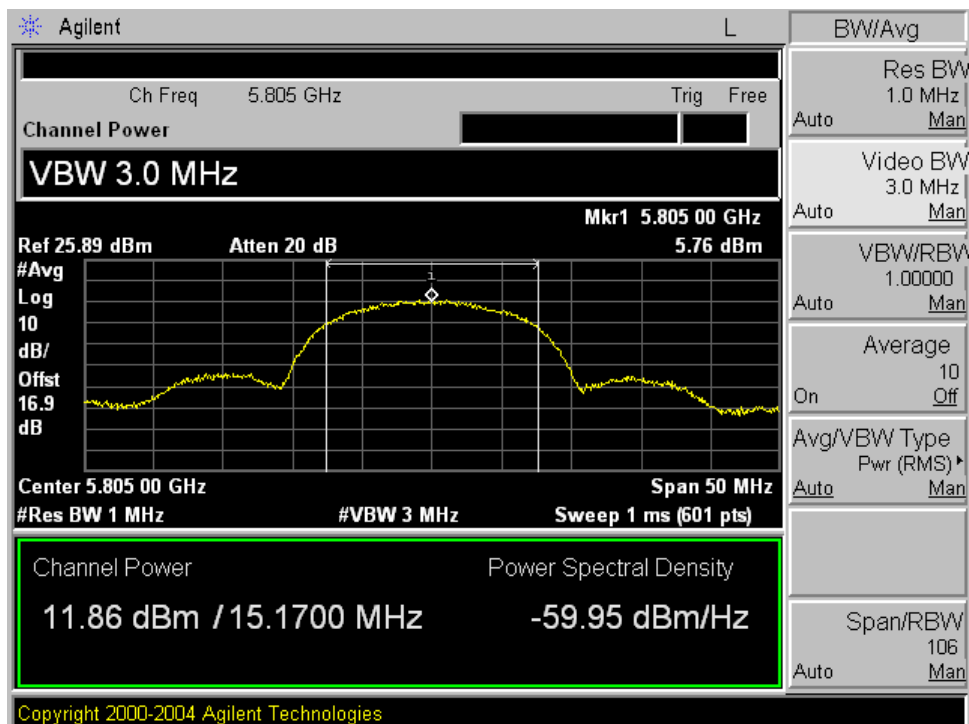 Agilent L
Ch Freq 5.805 GHz Trig Free
Channel Power
VBW 3.0 MHz
Mkr1 5.805 00 GHz
Ref 25.89 dBm Atten 20 dB 5.76 dBm
#Avg
Log
10
dB/
Offst
16.9
dB
1
Center 5.805 00 GHz Span 50 MHz
#Res BW 1 MHz #VBW 3 MHz Sweep 1 ms (601 pts)
Channel Power Power Spectral Density
11.86 dBm / 15.1700 MHz -59.95 dBm/Hz
Copyright 2000-2004 Agilent Technologies
BW/Avg
Res BW
1.0 MHz
Auto Man
Video BW
3.0 MHz
Auto Man
VBW/RBW
1.00000
Auto Man
Average
10
On Off
Avg/VBW Type
Pwr (RMS)
Auto Man
Span/RBW
106
Auto Man